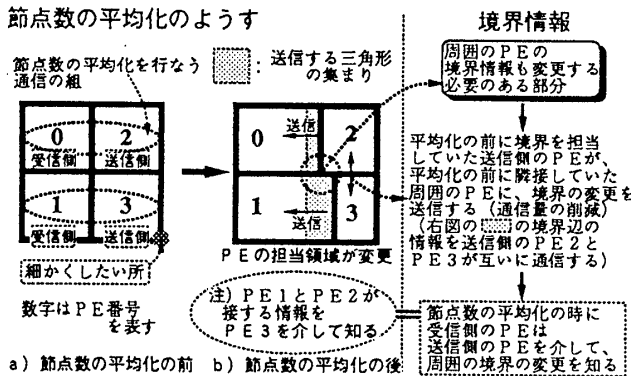 節点数の平均化のようす
節点数の平均化を行なう
通信の組
：送信する三角形
の集まり
0
2
受信側
送信側
1
3
受信側
送信側
細かくしたい所
数字はPE番号
を表す
a）節点数の平均化の前
0
送信
2
1
送信
3
PEの担当領域が変更
注）PE1とPE2が
接する情報を
PE3を介して知る
b）節点数の平均化の後
境界情報
周囲のPEの
境界情報も変更する
必要のある部分
平均化の前に境界を担当
していた送信側のPEが、
平均化の前に隣接していた
周囲のPEに、境界の変更を
送信する（通信量の削減）
（右図の の境界辺の
情報を送信側のPE2と
PE3が互いに通信する）
節点数の平均化の時に
受信側のPEは
送信側のPEを介して、
周囲の境界の変更を知る